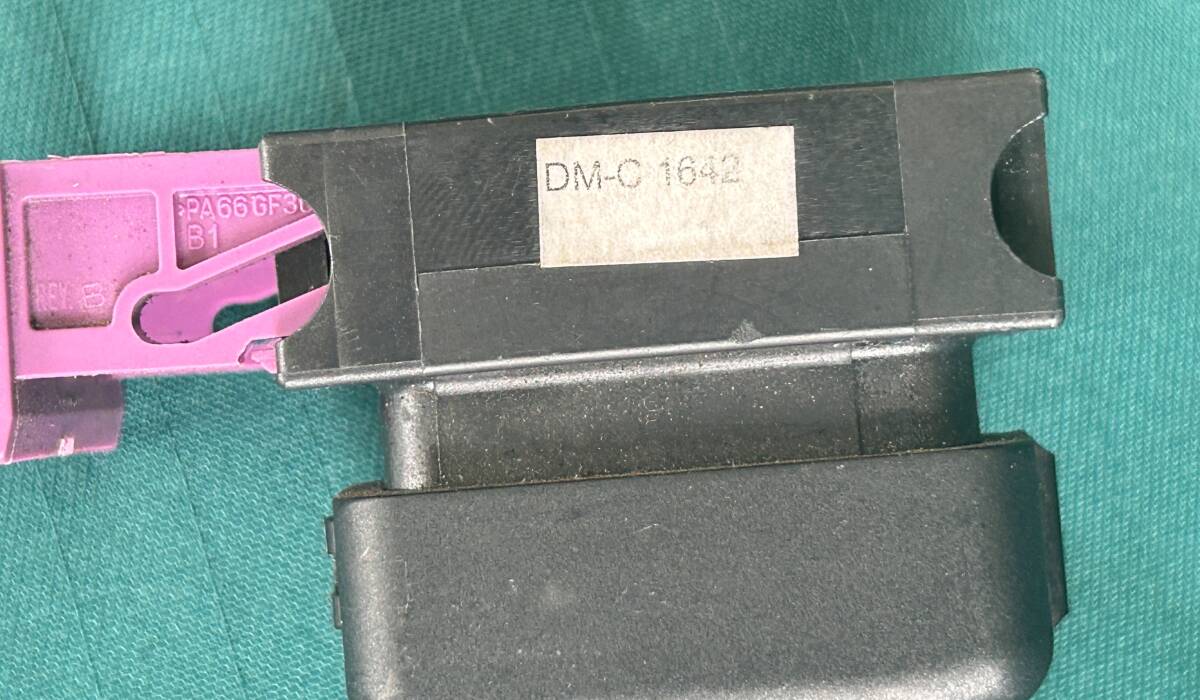 >PA66 GF30
B1
REV B
DM-C 1642